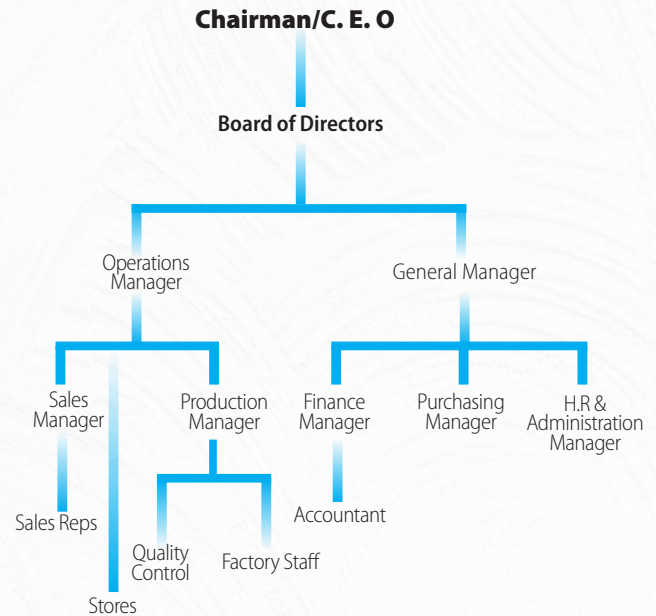 Chairman/C. E. O
Board of Directors
Operations
Manager
General Manager
Sales
Manager
Production
Manager
Finance
Manager
Purchasing
Manager
H.R &
Administration
Manager
Sales Reps
Quality
Control
Factory Staff
Accountant
Stores